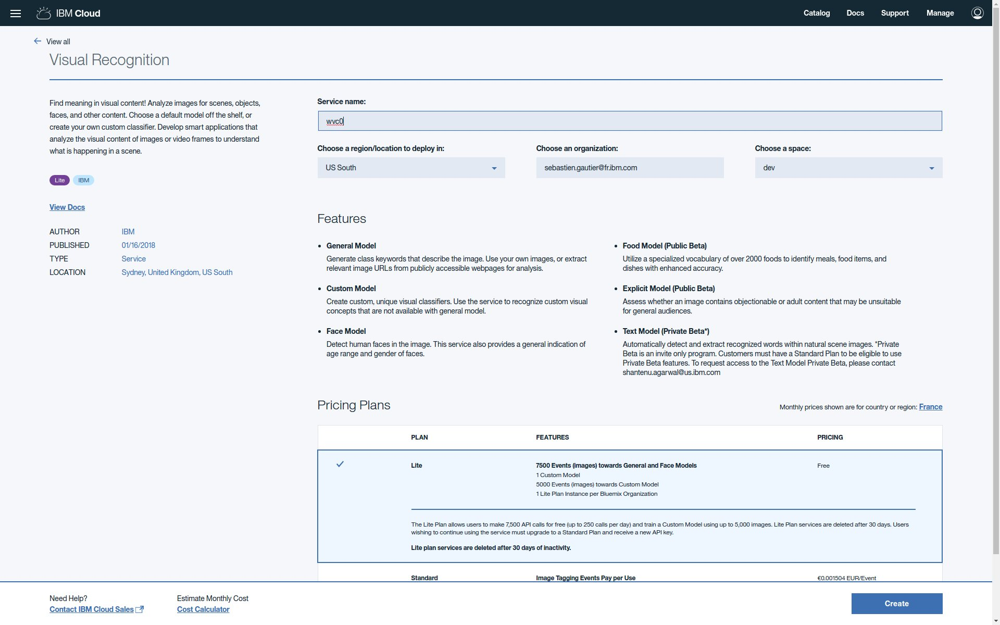 IBM Cloud
Catalog
Docs
Support
Manage
View all
Visual Recognition
Find meaning in visual content! Analyze images for scenes, objects,
faces, and other content. Choose a default model off the shelf, or
create your own custom classifier. Develop smart applications that
analyze the visual content of images or video frames to understand
what is happening in a scene.
Lite IBM
View Docs
AUTHOR IBM
PUBLISHED 01/16/2018
TYPE Service
LOCATION Sydney, United Kingdom, US South
Service name:
wvc0
Choose a region/location to deploy in:
US South
Choose an organization:
sebastien.gautier@fr.ibm.com
Choose a space:
dev
Features
General Model
Generate class keywords that describe the image. Use your own images, or extract
relevant image URLs from publicly accessible webpages for analysis.
Custom Model
Create custom, unique visual classifiers. Use the service to recognize custom visual
concepts that are not available with general model.
Face Model
Detect human faces in the image. This service also provides a general indication of
age range and gender of faces.
Food Model (Public Beta)
Utilize a specialized vocabulary of over 2000 foods to identify meals, food items, and
dishes with enhanced accuracy.
Explicit Model (Public Beta)
Assess whether an image contains objectionable or adult content that may be unsuitable
for general audiences.
Text Model (Private Beta*)
Automatically detect and extract recognized words within natural scene images. *Private
Beta is an invite only program. Customers must have a Standard Plan to be eligible to use
Private Beta features. To request access to the Text Model Private Beta, please contact
shantenu.agarwal@us.ibm.com
Pricing Plans
Monthly prices shown are for country or region: France
PLAN FEATURES PRICING
Lite 7500 Events (images) towards General and Face Models Free
1 Custom Model
5000 Events (images) towards Custom Model
1 Lite Plan Instance per Bluemix Organization
The Lite Plan allows users to make 7,500 API calls for free (up to 250 calls per day) and train a Custom Model using up to 5,000 images. Lite Plan services are deleted after 30 days. Users
wishing to continue using the service must upgrade to a Standard Plan and receive a new API key.
Lite plan services are deleted after 30 days of inactivity.
Standard Image Tagging Events Pay per Use €0.001504 EUR/Event
Need Help?
Contact IBM Cloud Sales
Estimate Monthly Cost
Cost Calculator
Create